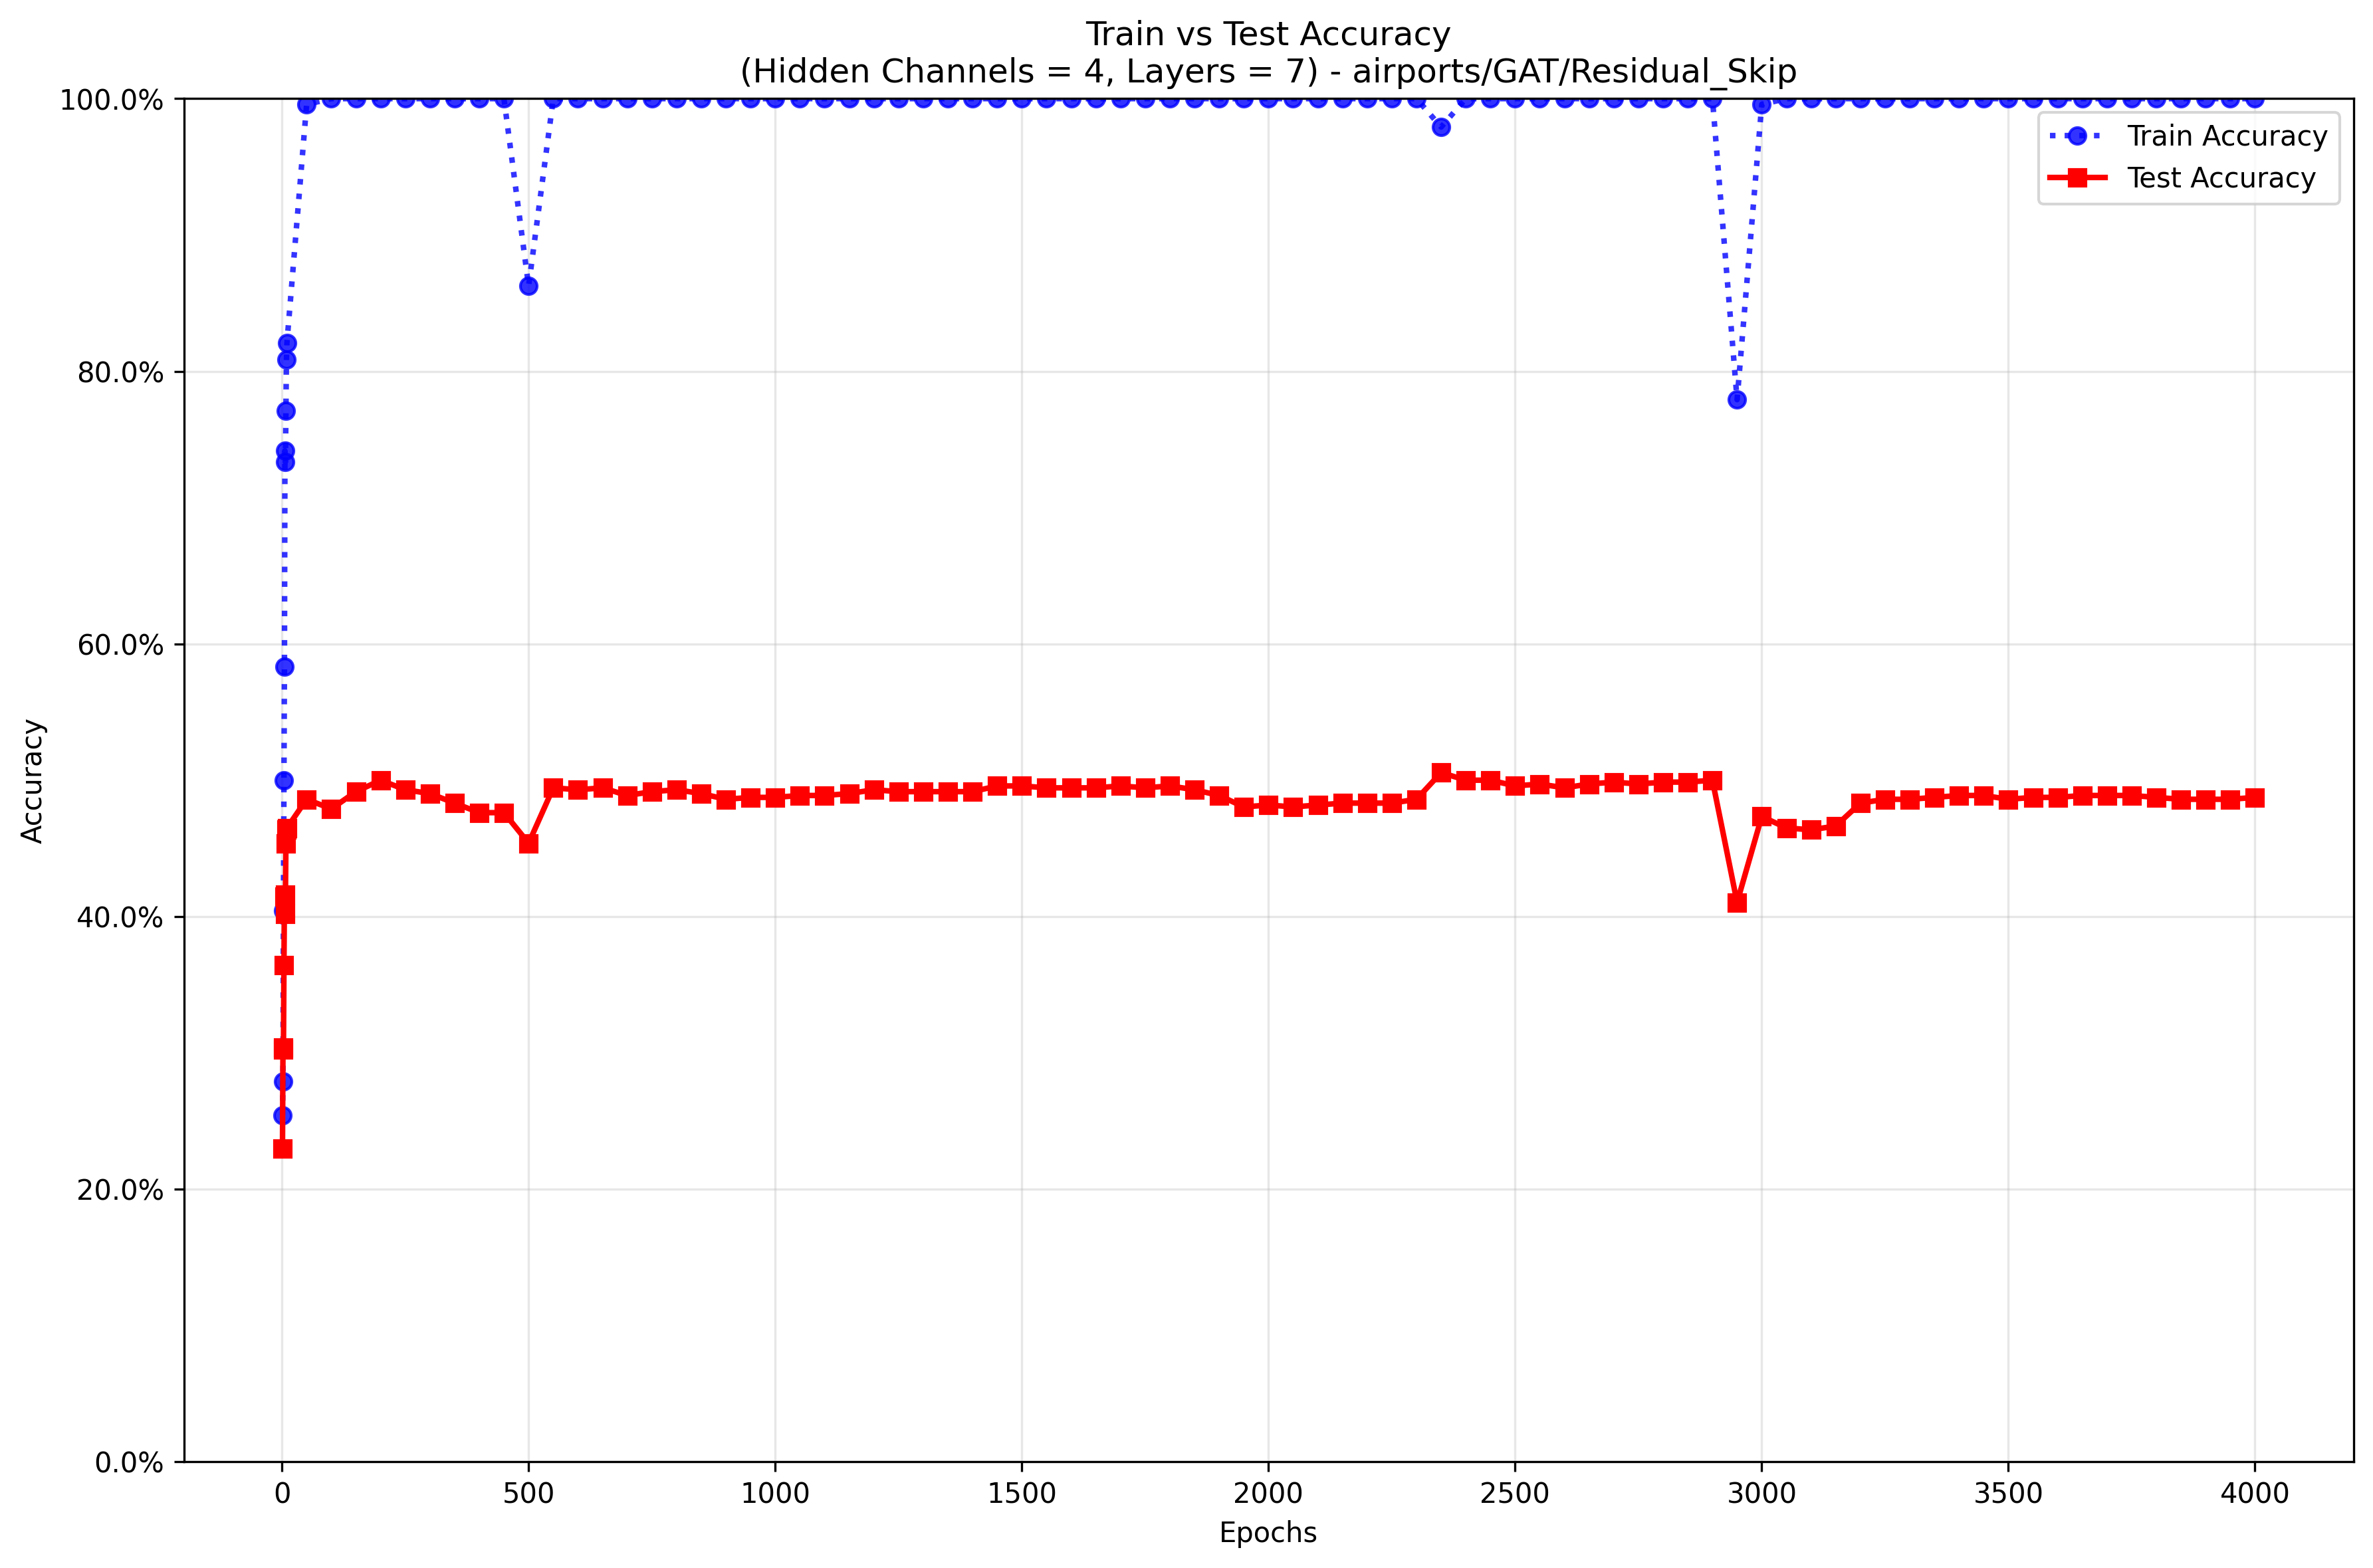 Train vs Test Accuracy
(Hidden Channels = 4, Layers = 7) - airports/GAT/Residual_Skip
100.0%
80.0%
60.0%
40.0%
20.0%
0.0%
Accuracy
Train Accuracy
Test Accuracy
0
500
1000
1500
2000
2500
3000
3500
4000
Epochs